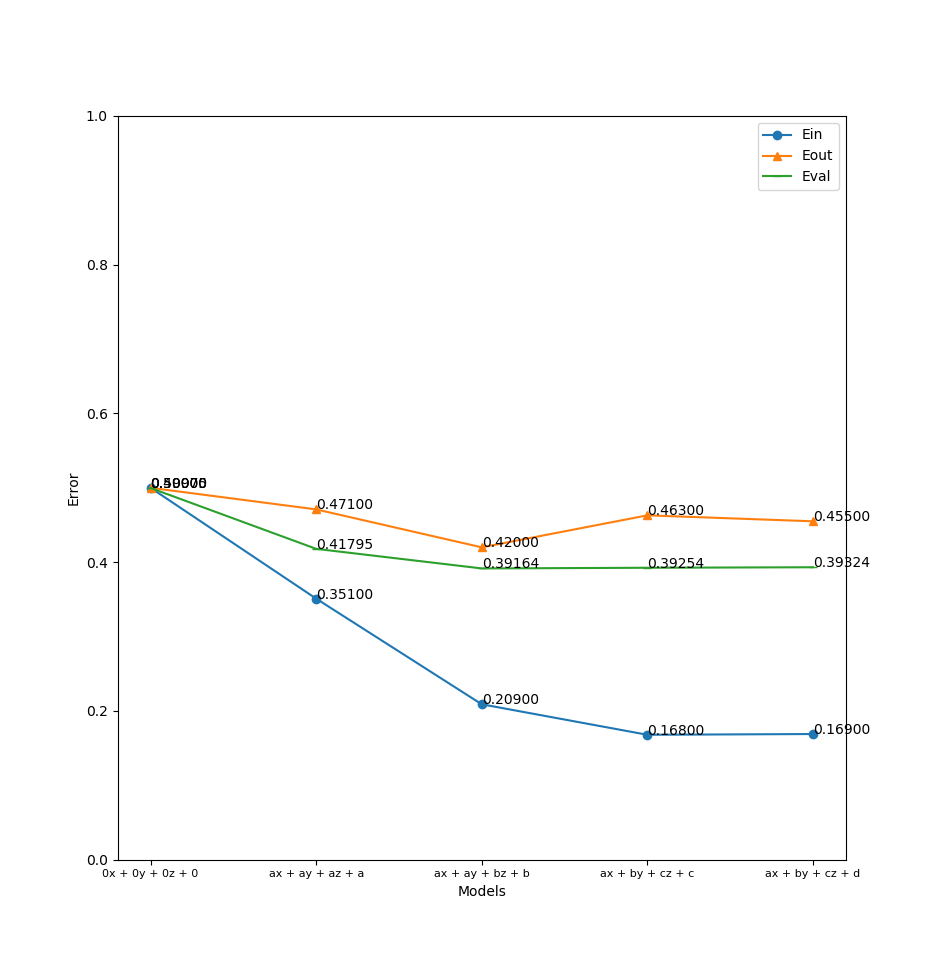 1.0
Ein
Eout
Eval
0.8
0.6
Error
0.47100
0.46300
0.45500
0.42000
0.41795
0.4
0.39164
0.39254
0.39324
0.35100
0.20900
0.2
0.16800
0.16900
0.0
0x + 0y + 0z + 0
ax + ay + az + a
ax + ay + bz + b
ax + by + cz + c
ax + by + cz + d
Models